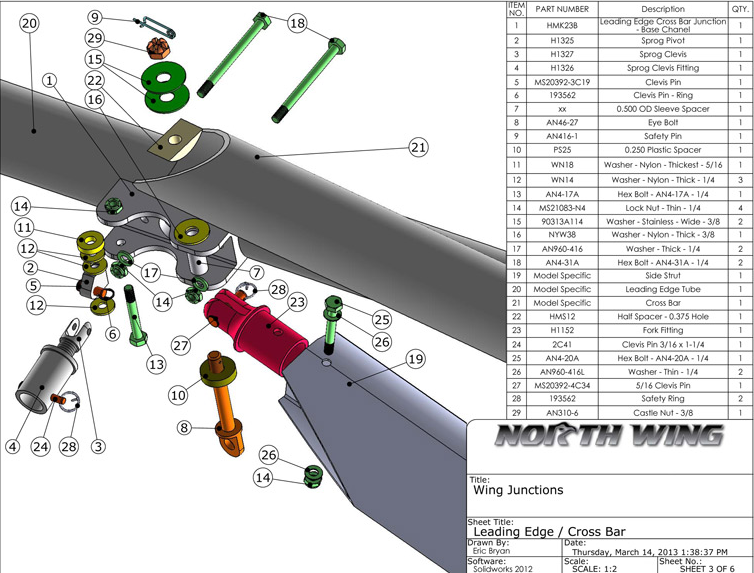 ITEM NO. PART NUMBER Description QTY.
1 HMK23B Leading Edge Cross Bar Junction - Base Chanel 1
2 H1325 Sprog Pivot 1
3 H1327 Sprog Clevis 1
4 H1326 Sprog Clevis Fitting 1
5 MS20392-3C19 Clevis Pin 1
6 193562 Clevis Pin - Ring 1
7 xx 0.500 OD Sleeve Spacer 1
8 AN46-27 Eye Bolt 1
9 AN416-1 Safety Pin 1
10 PS25 0.250 Plastic Spacer 1
11 WN18 Washer - Nylon - Thickest - 5/16 1
12 WN14 Washer - Nylon - Thick - 1/4 3
13 AN4-17A Hex Bolt - AN4-17A - 1/4 1
14 MS21083-N4 Lock Nut - Thin - 1/4 4
15 90313A114 Washer - Stainless - Wide - 3/8 2
16 NYW38 Washer - Nylon - Thick - 3/8 1
17 AN960-416 Washer - Thick - 1/4 2
18 AN4-31A Hex Bolt - AN4-31A - 1/4 2
19 Model Specific Side Strut 1
20 Model Specific Leading Edge Tube 1
21 Model Specific Cross Bar 1
22 HMS12 Half Spacer - 0.375 Hole 1
23 H1152 Fork Fitting 1
24 2C41 Clevis Pin 3/16 x 1-1/4 1
25 AN4-20A Hex Bolt - AN4-20A - 1/4 1
26 AN960-416L Washer - Thin - 1/4 2
27 MS20392-4C34 5/16 Clevis Pin 1
28 193562 Safety Ring 2
29 AN310-6 Castle Nut - 3/8 1
9
20
18
29
15
1
22
16
21
14
11
12
2
5
12
6
17
14
7
28
23
25
26
13
27
19
10
4
24
28
3
8
26
14
NORTH WING
Title:
Wing Junctions
Sheet Title:
Leading Edge / Cross Bar
Drawn By:
Eric Bryan
Date:
Thursday, March 14, 2013 1:38:37 PM
Software:
Solidworks 2012
Scale:
SCALE: 1:2
Sheet No.:
SHEET 3 OF 6